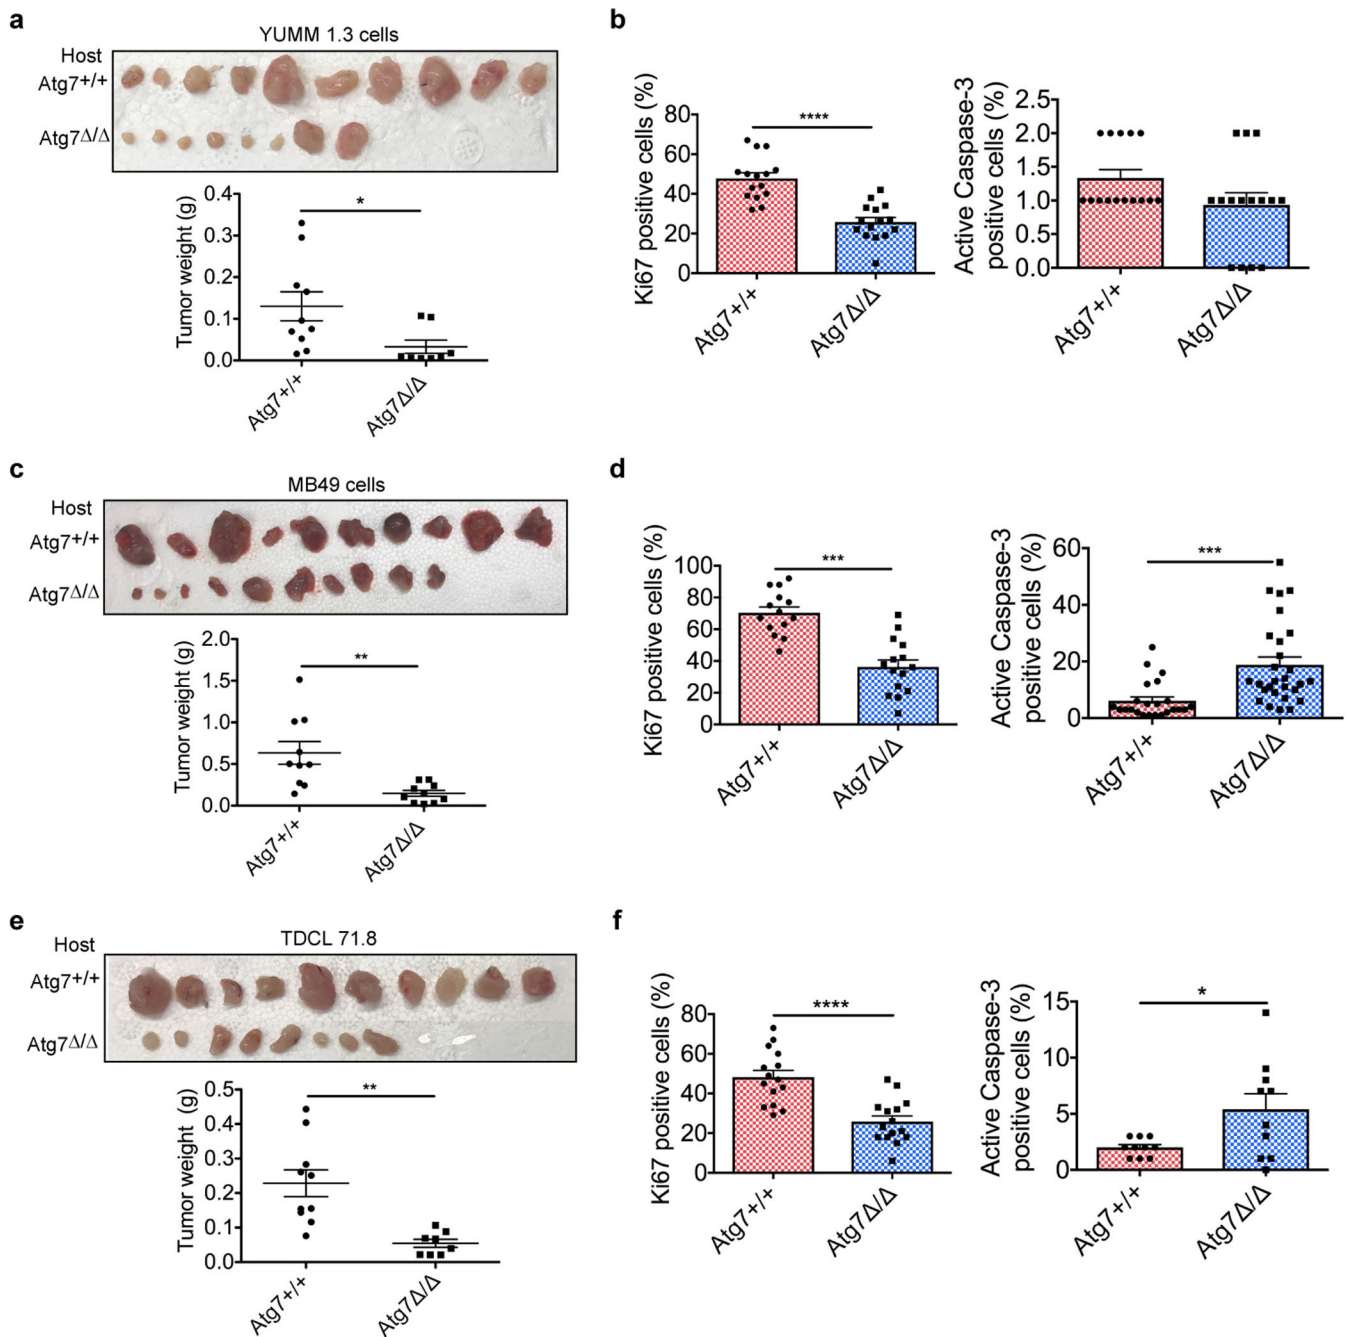 a
YUMM 1.3 cells
Host
Atg7+/+
Atg7Δ/Δ
Tumor weight (g)
0.4
0.3
0.2
0.1
0.0
*
Atg7+/+
Atg7Δ/Δ
b
Ki67 positive cells (%)
80
60
40
20
0
****
Atg7+/+
Atg7Δ/Δ
Active Caspase-3
positive cells (%)
2.5
2.0
1.5
1.0
0.5
0.0
Atg7+/+
Atg7Δ/Δ
c
MB49 cells
Host
Atg7+/+
Atg7Δ/Δ
Tumor weight (g)
2.0
1.5
1.0
0.5
0.0
**
Atg7+/+
Atg7Δ/Δ
d
Ki67 positive cells (%)
100
80
60
40
20
0
***
Atg7+/+
Atg7Δ/Δ
Active Caspase-3
positive cells (%)
60
40
20
0
***
Atg7+/+
Atg7Δ/Δ
e
TDCL 71.8
Host
Atg7+/+
Atg7Δ/Δ
Tumor weight (g)
0.5
0.4
0.3
0.2
0.1
0.0
**
Atg7+/+
Atg7Δ/Δ
f
Ki67 positive cells (%)
80
60
40
20
0
****
Atg7+/+
Atg7Δ/Δ
Active Caspase-3
positive cells (%)
15
10
5
0
*
Atg7+/+
Atg7Δ/Δ